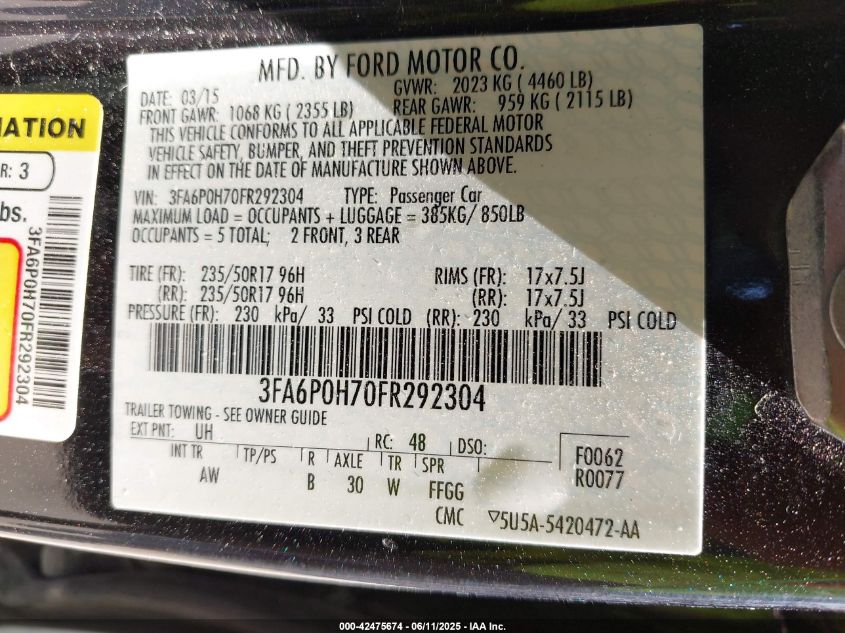 MFD. BY FORD MOTOR CO.
DATE: 03/15
GVWR: 2023 KG ( 4460 LB)
FRONT GAWR: 1068 KG ( 2355 LB)
REAR GAWR: 959 KG ( 2115 LB)
THIS VEHICLE CONFORMS TO ALL APPLICABLE FEDERAL MOTOR
VEHICLE SAFETY, BUMPER, AND THEFT PREVENTION STANDARDS
IN EFFECT ON THE DATE OF MANUFACTURE SHOWN ABOVE.
VIN: 3FA6P0H70FR292304 TYPE: Passenger Car
MAXIMUM LOAD = OCCUPANTS + LUGGAGE = 385KG/ 850LB
OCCUPANTS = 5 TOTAL; 2 FRONT, 3 REAR
TIRE (FR): 235/50R17 96H RIMS (FR): 17x7.5J
(RR): 235/50R17 96H (RR): 17x7.5J
PRESSURE (FR): 230 kPa/ 33 PSI COLD (RR): 230 kPa/ 33 PSI COLD
3FA6P0H70FR292304
TRAILER TOWING - SEE OWNER GUIDE
EXT PNT: UH RC: 48 DSO:
INT TR TP/PS R AXLE TR SPR
AW B 30 W FFGG
F0062
R0077
CMC ▽5U5A-5420472-AA
MATION
R: 3
bs.
3FA6P0H70FR292304
000-42475674 - 06/11/2025 - IAA Inc.